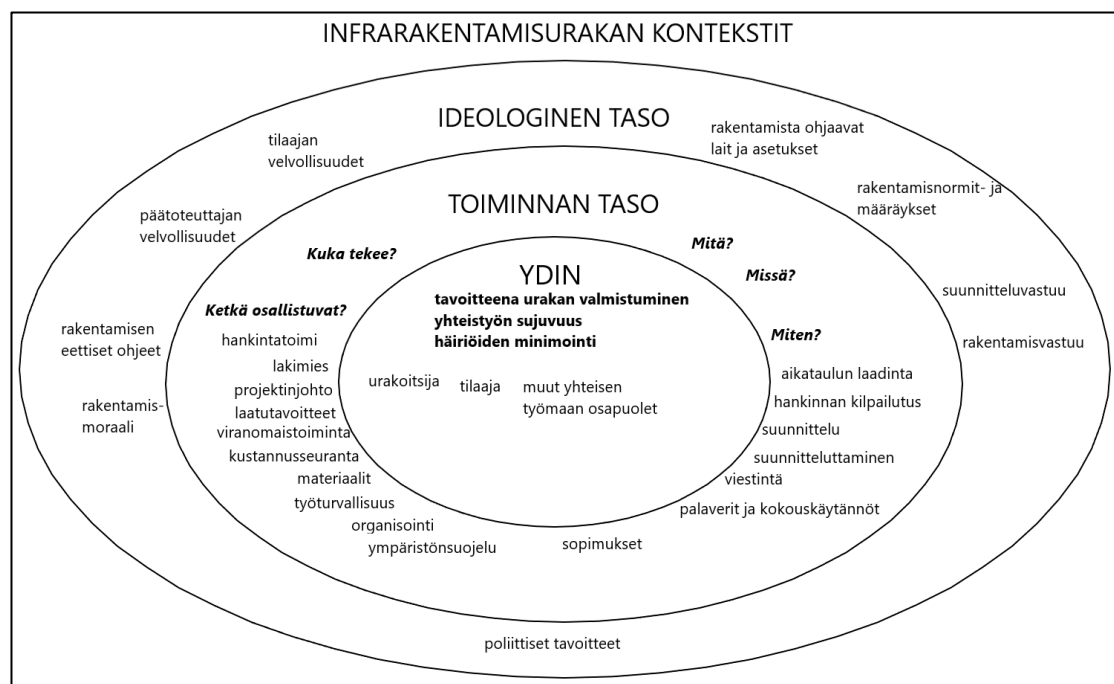 INFRARAKENTAMISURAKAN KONTEKSTIT
IDEOLOGINEN TASO
tilaajan
velvollisuudet
rakentamista ohjaavat
lait ja asetukset
päätoteuttajan
velvollisuudet
rakentamisnormit- ja
määräykset
rakentamisen
eettiset ohjeet
suunnitteluvastuu
rakentamisvastuu
rakentamis-
moraali
poliittiset tavoitteet
TOIMINNAN TASO
Kuka tekee?
Ketkä osallistuvat?
hankintatoimi
lakimies
projektinjohto
laatutavoitteet
viranomaistoiminta
kustannusseuranta
materiaalit
työturvallisuus
organisointi
ympäristönsuojelu
sopimukset
Mitä?
Missä?
Miten?
aikataulun laadinta
hankinnan kilpailutus
suunnittelu
suunnitteluttaminen
viestintä
palaverit ja kokouskäytännöt
YDIN
tavoitteena urakan valmistuminen
yhteistyön sujuvuus
häiriöiden minimointi
urakoitsija
tilaaja
muut yhteisen
työmaan osapuolet